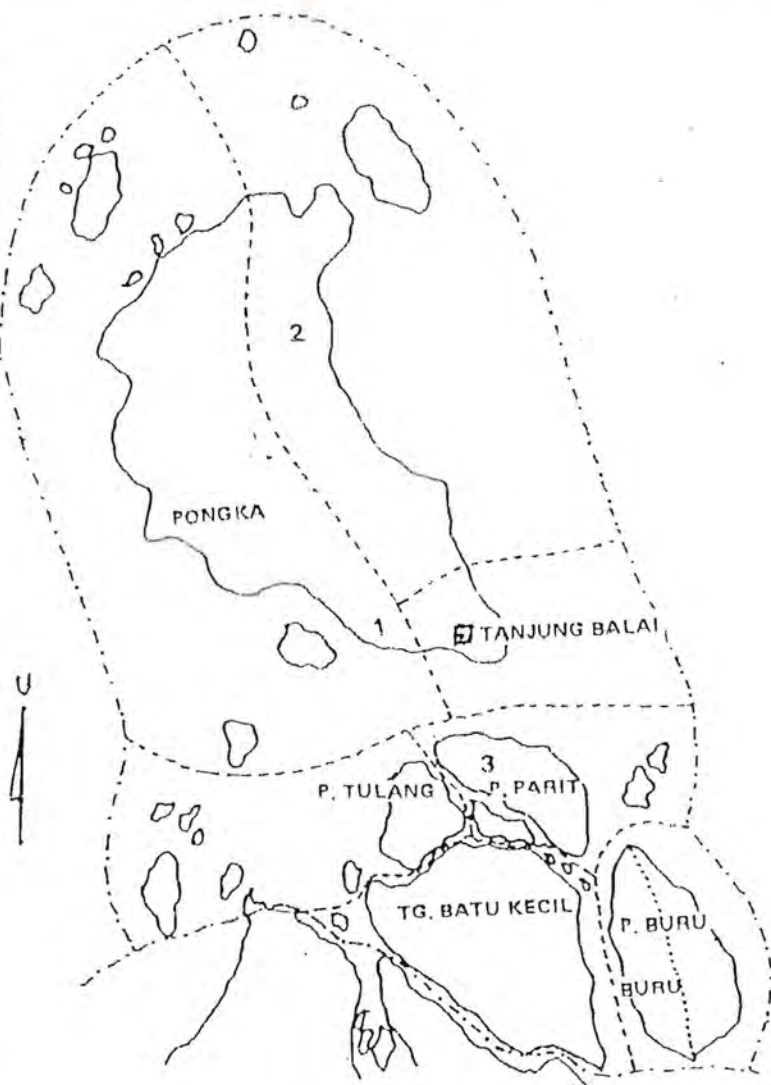 2
PONGKA
1
TANJUNG BALAI
U
3
P. TULANG
P. PARIT
TG. BATU KECIL
P. BURU
BURU